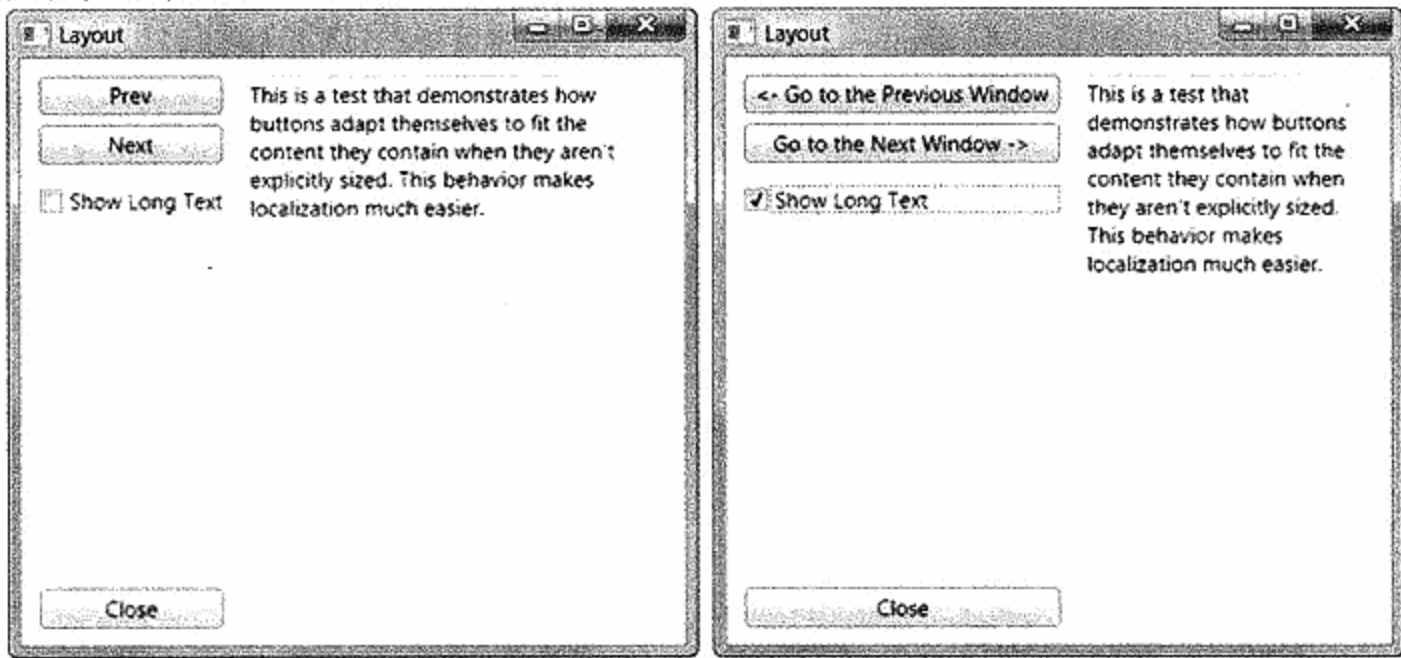 Layout
Prev
Next
Show Long Text
This is a test that demonstrates how
buttons adapt themselves to fit the
content they contain when they aren't
explicitly sized. This behavior makes
localization much easier.
Close
Layout
<- Go to the Previous Window
Go to the Next Window ->
Show Long Text
This is a test that
demonstrates how buttons
adapt themselves to fit the
content they contain when
they aren't explicitly sized.
This behavior makes
localization much easier.
Close